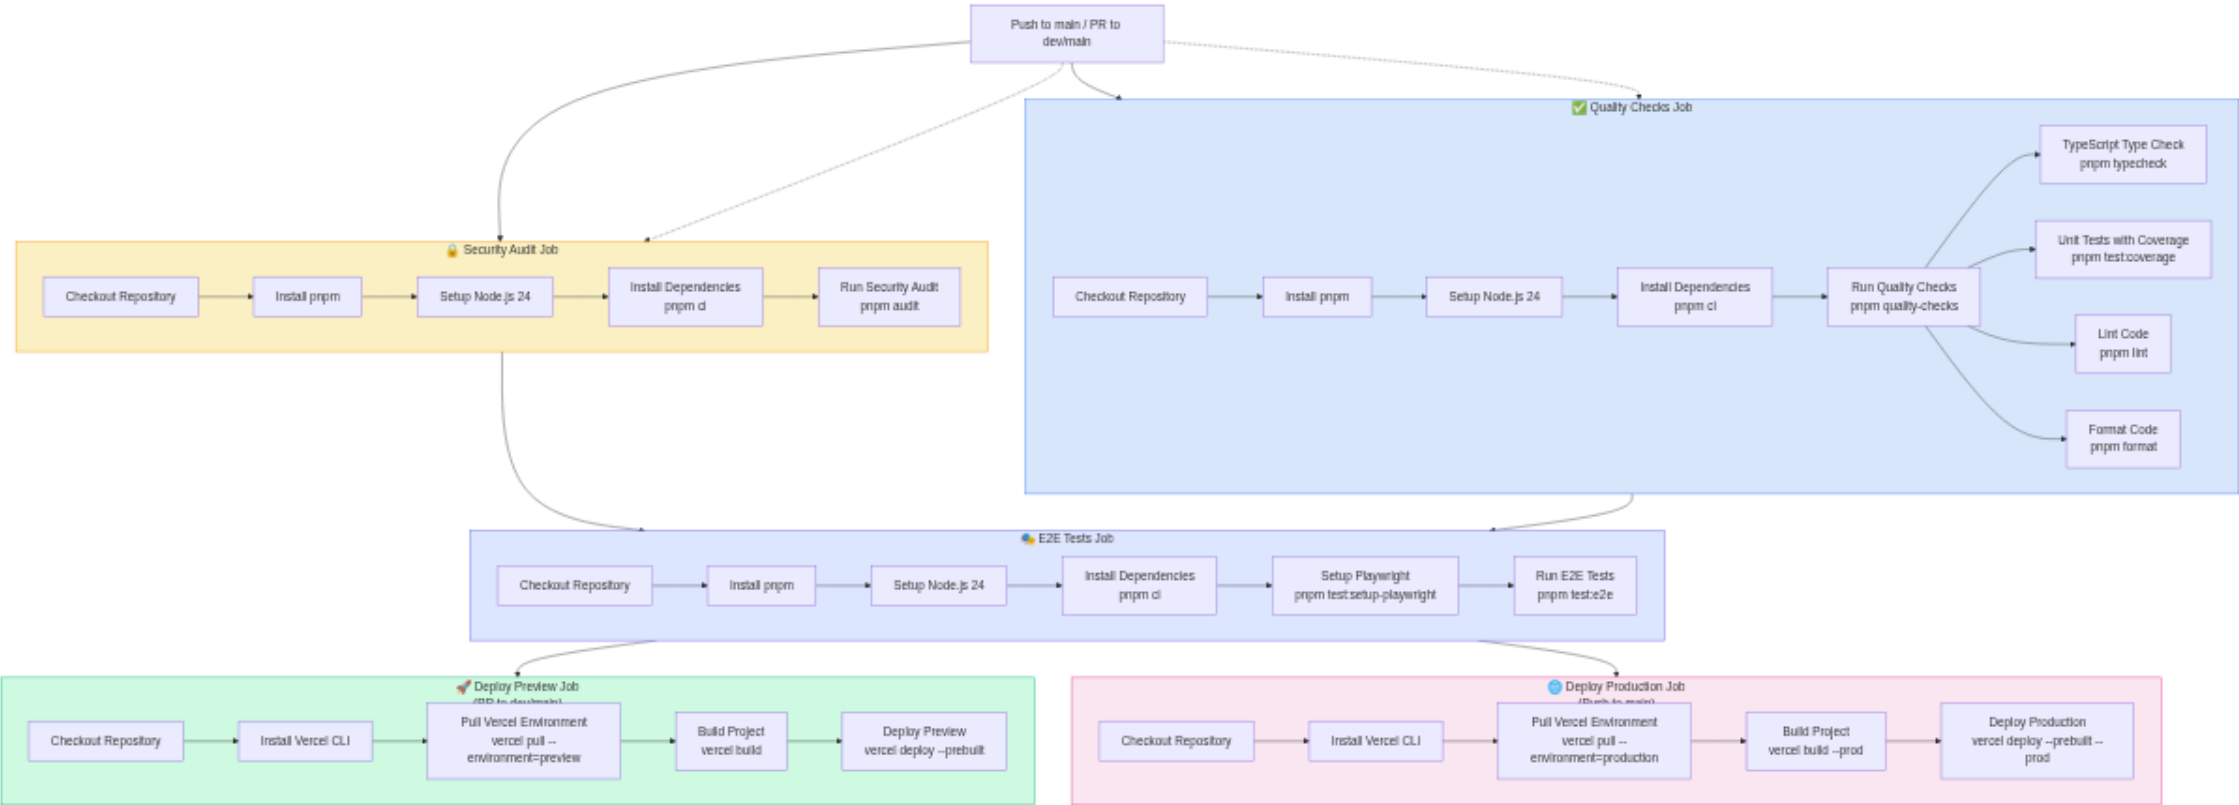 Push to main / PR to
dev/main
✅ Quality Checks Job
TypeScript Type Check
pnpm typecheck
Unit Tests with Coverage
pnpm test:coverage
🔒 Security Audit Job
Checkout Repository
Install pnpm
Setup Node.js 24
Install Dependencies
pnpm ci
Run Security Audit
pnpm audit
Checkout Repository
Install pnpm
Setup Node.js 24
Install Dependencies
pnpm ci
Run Quality Checks
pnpm quality-checks
Lint Code
pnpm lint
Format Code
pnpm format
🎭 E2E Tests Job
Checkout Repository
Install pnpm
Setup Node.js 24
Install Dependencies
pnpm ci
Setup Playwright
pnpm test:setup-playwright
Run E2E Tests
pnpm test:e2e
🚀 Deploy Preview Job
(PR to dev/main)
Checkout Repository
Install Vercel CLI
Pull Vercel Environment
vercel pull --
environment=preview
Build Project
vercel build
Deploy Preview
vercel deploy --prebuilt
🌐 Deploy Production Job
(Push to main)
Checkout Repository
Install Vercel CLI
Pull Vercel Environment
vercel pull --
environment=production
Build Project
vercel build --prod
Deploy Production
vercel deploy --prebuilt --
prod